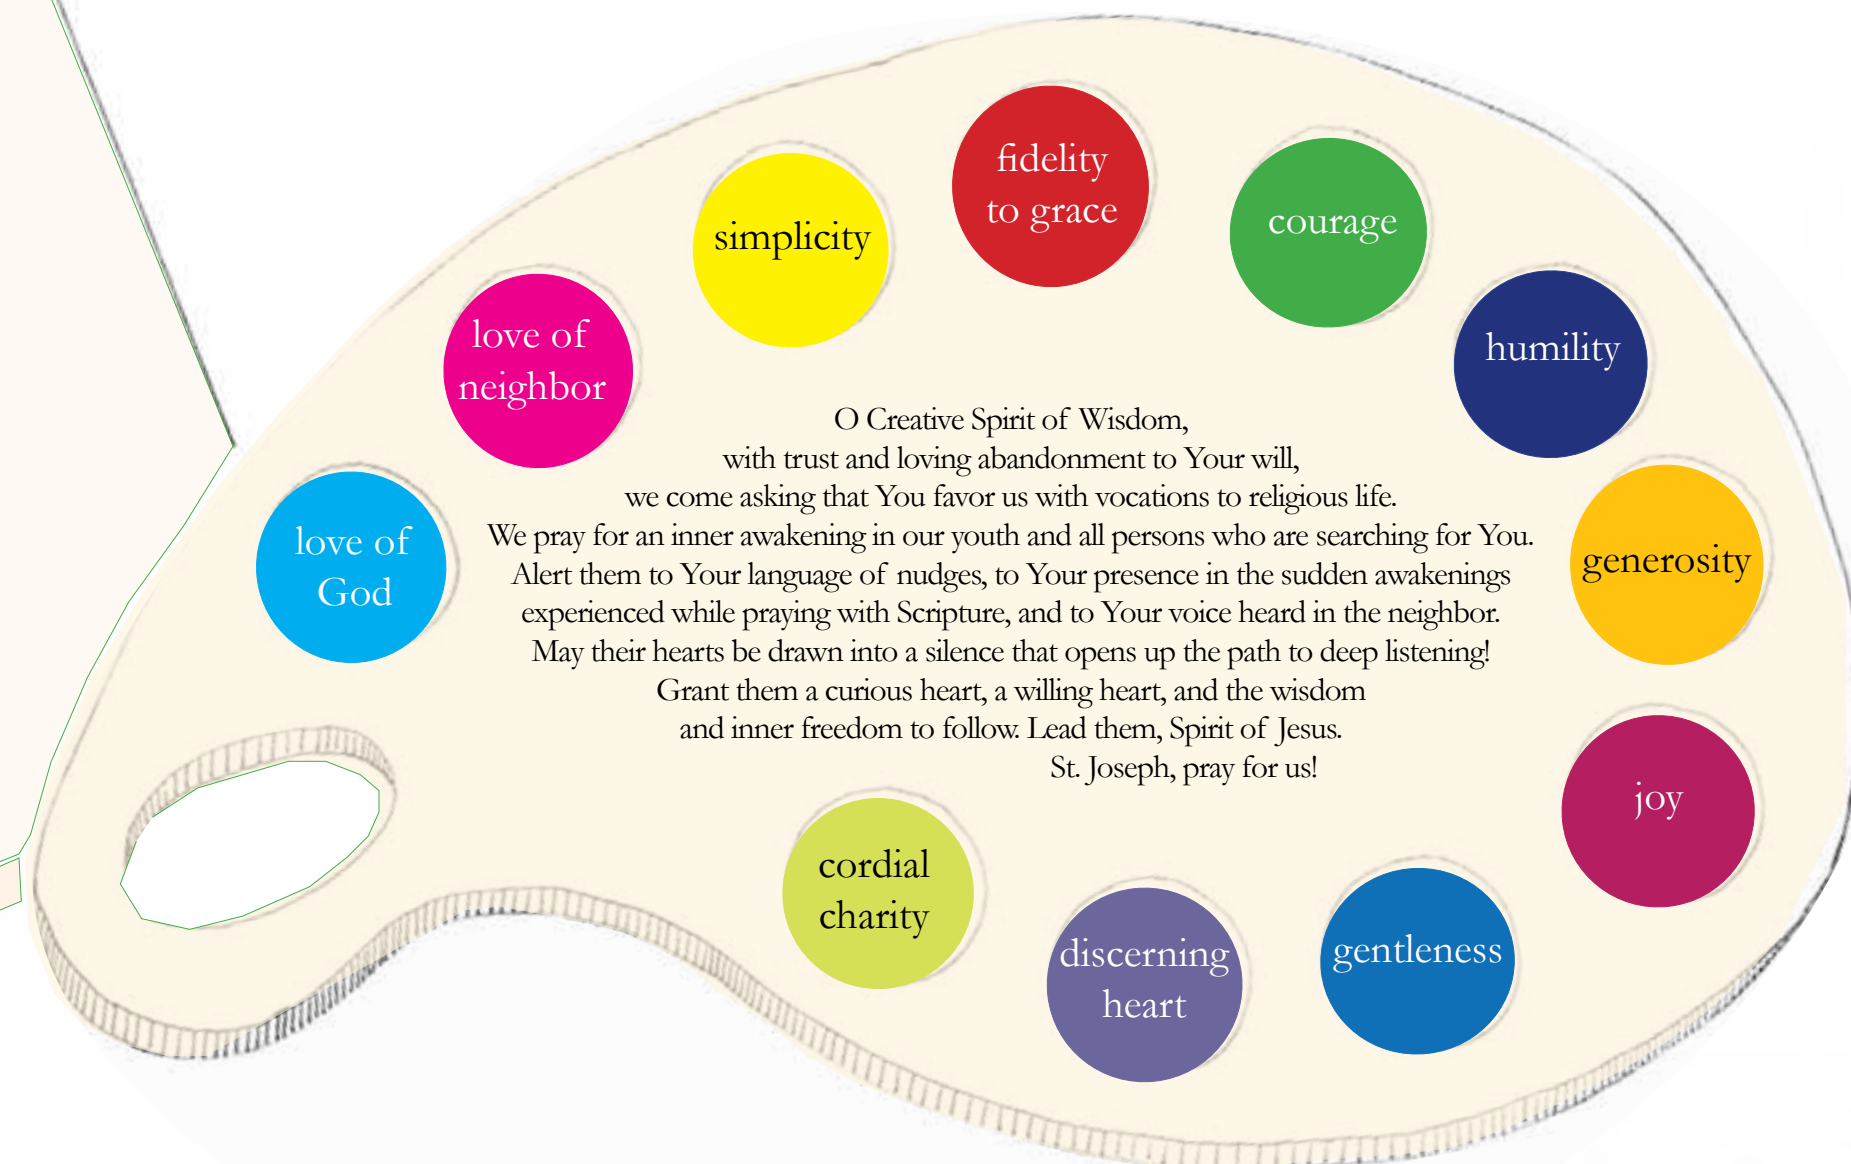 love of
God
love of
neighbor
simplicity
fidelity
to grace
courage
humility
generosity
joy
gentleness
discerning
heart
cordial
charity
O Creative Spirit of Wisdom,
with trust and loving abandonment to Your will,
we come asking that You favor us with vocations to religious life.
We pray for an inner awakening in our youth and all persons who are searching for You.
Alert them to Your language of nudges, to Your presence in the sudden awakenings
experienced while praying with Scripture, and to Your voice heard in the neighbor.
May their hearts be drawn into a silence that opens up the path to deep listening!
Grant them a curious heart, a willing heart, and the wisdom
and inner freedom to follow. Lead them, Spirit of Jesus.
St. Joseph, pray for us!